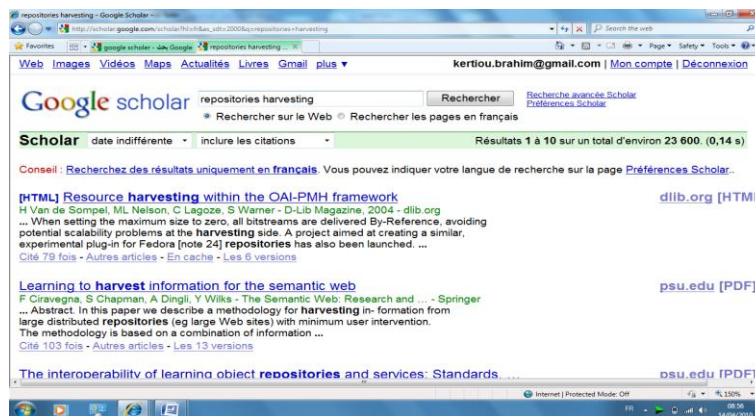 repositories harvesting - Google Scholar
http://scholar.google.com/scholar?hl=fr&as_sdt=2000&q=repositories+harvesting
Search the web
Favorites google scholar - Google repositories harvesting ... Page Safety Tools
Web Images Vidéos Maps Actualités Livres Gmail plus ▼ kertiou.brahim@gmail.com | Mon compte | Déconnexion
Google scholar repositories harvesting Rechercher Recherche avancée Scholar
Préférences Scholar
Rechercher sur le Web Rechercher les pages en français
Scholar date indifférente inclure les citations Résultats 1 à 10 sur un total d'environ 23 600. (0,14 s)
Conseil : Recherchez des résultats uniquement en français. Vous pouvez indiquer votre langue de recherche sur la page Préférences Scholar..
[HTML] Resource harvesting within the OAI-PMH framework dlib.org [HTM
H Van de Sompel, ML Nelson, C Lagoze, S Warner - D-Lib Magazine, 2004 - dlib.org
... When setting the maximum size to zero, all bitstreams are delivered By-Reference, avoiding
potential scalability problems at the harvesting side. A project aimed at creating a similar,
experimental plug-in for Fedora [note 24] repositories has also been launched. ...
Cité 79 fois - Autres articles - En cache - Les 6 versions
Learning to harvest information for the semantic web psu.edu [PDF]
F Ciravegna, S Chapman, A Dingli, Y Wilks - The Semantic Web: Research and ... - Springer
... Abstract. In this paper we describe a methodology for harvesting in- formation from
large distributed repositories (eg large Web sites) with minimum user intervention.
The methodology is based on a combination of information ...
Cité 103 fois - Autres articles - Les 13 versions
The interoperability of learning object repositories and services: Standards, ... psu.edu [PDF]
Internet | Protected Mode: Off 150%
FR 08:56